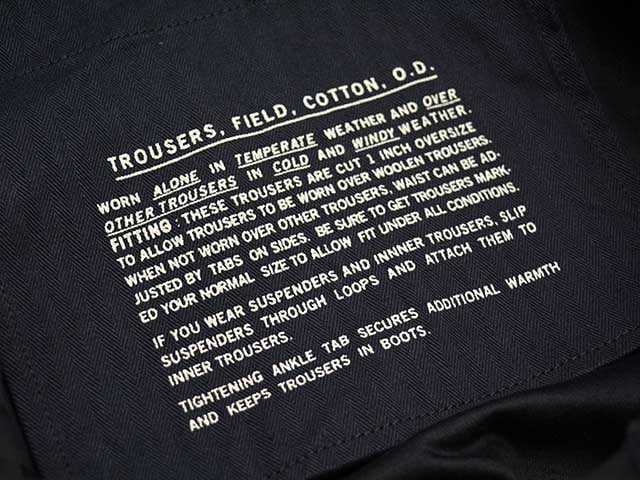 TROUSERS, FIELD, COTTON, O.D.
WORN ALONE IN TEMPERATE WEATHER AND OVER
OTHER TROUSERS IN COLD AND WINDY WEATHER.
FITTING : THESE TROUSERS ARE CUT 1 INCH OVERSIZE
TO ALLOW TROUSERS TO BE WORN OVER WOOLEN TROUSERS.
WHEN NOT WORN OVER OTHER TROUSERS, WAIST CAN BE AD-
JUSTED BY TABS ON SIDES. BE SURE TO GET TROUSERS MARK-
ED YOUR NORMAL SIZE TO ALLOW FIT UNDER ALL CONDITIONS.
IF YOU WEAR SUSPENDERS AND INNNER TROUSERS, SLIP
SUSPENDERS THROUGH LOOPS AND ATTACH THEM TO
INNER TROUSERS.
TIGHTENING ANKLE TAB SECURES ADDITIONAL WARMTH
AND KEEPS TROUSERS IN BOOTS.